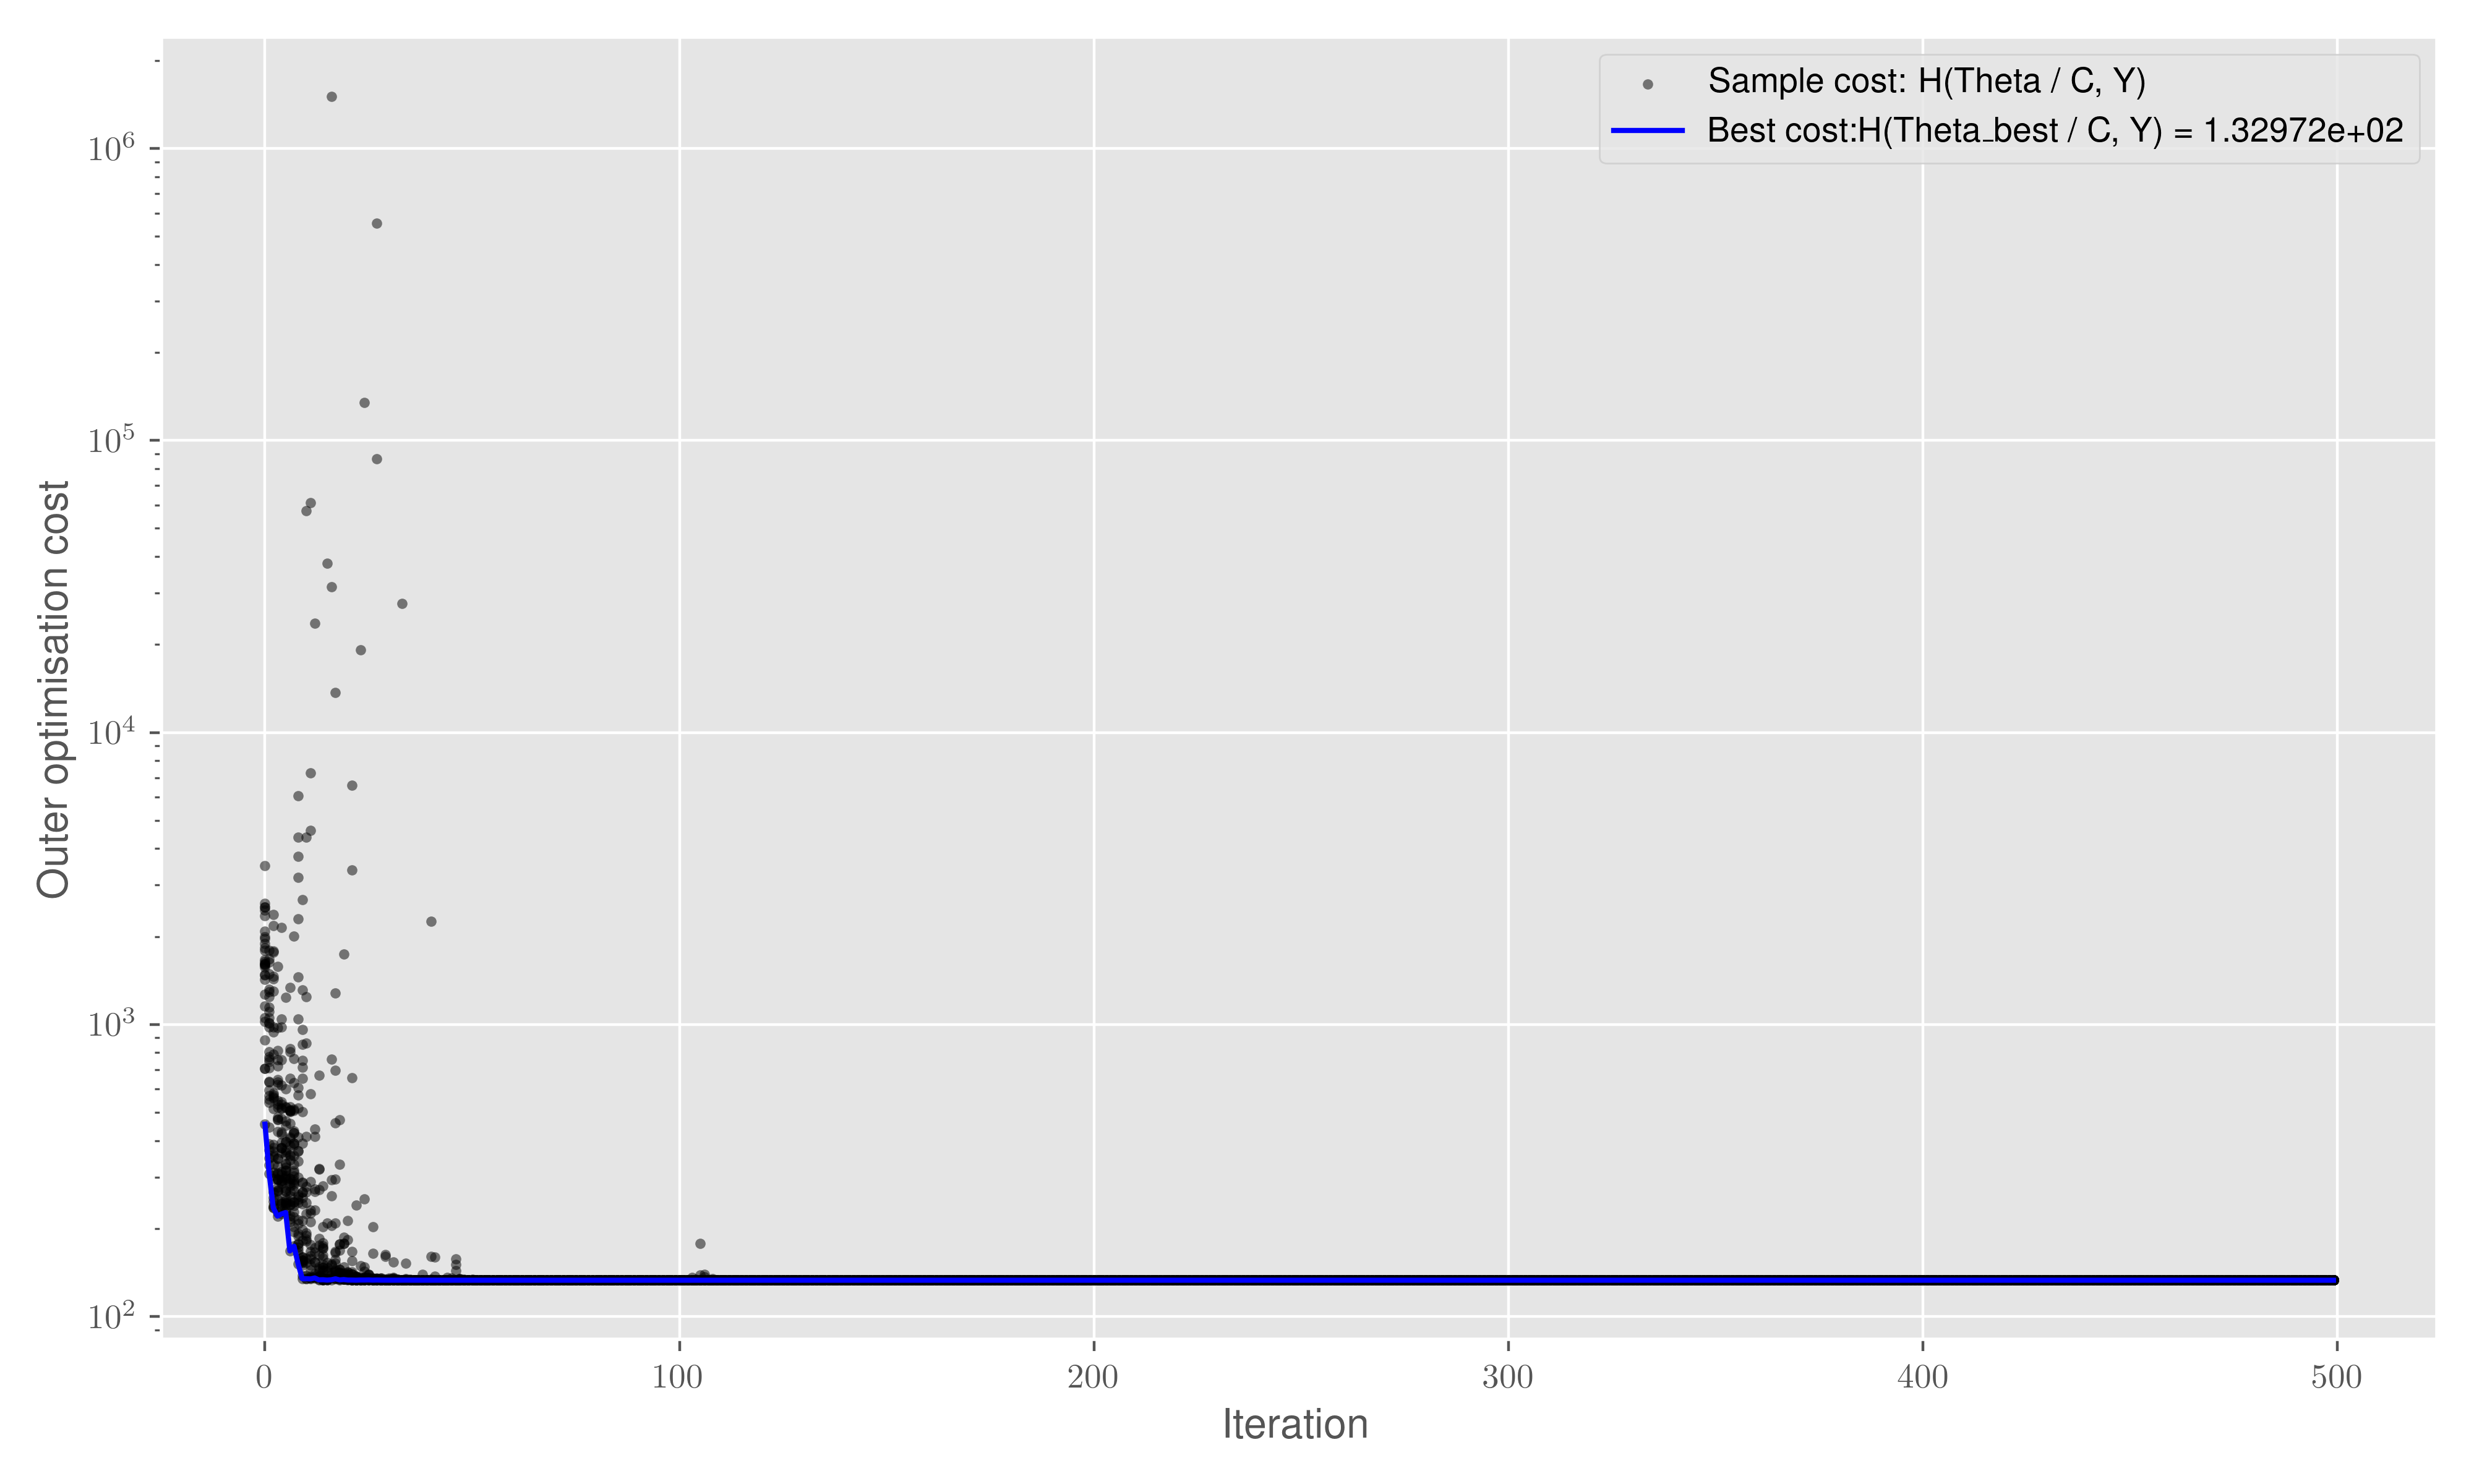 Sample cost: H(Theta / C, Y)
Best cost:H(Theta_best / C, Y) = 1.32972e+02
Outer optimisation cost
10^6
10^5
10^4
10^3
10^2
0 100 200 300 400 500
Iteration